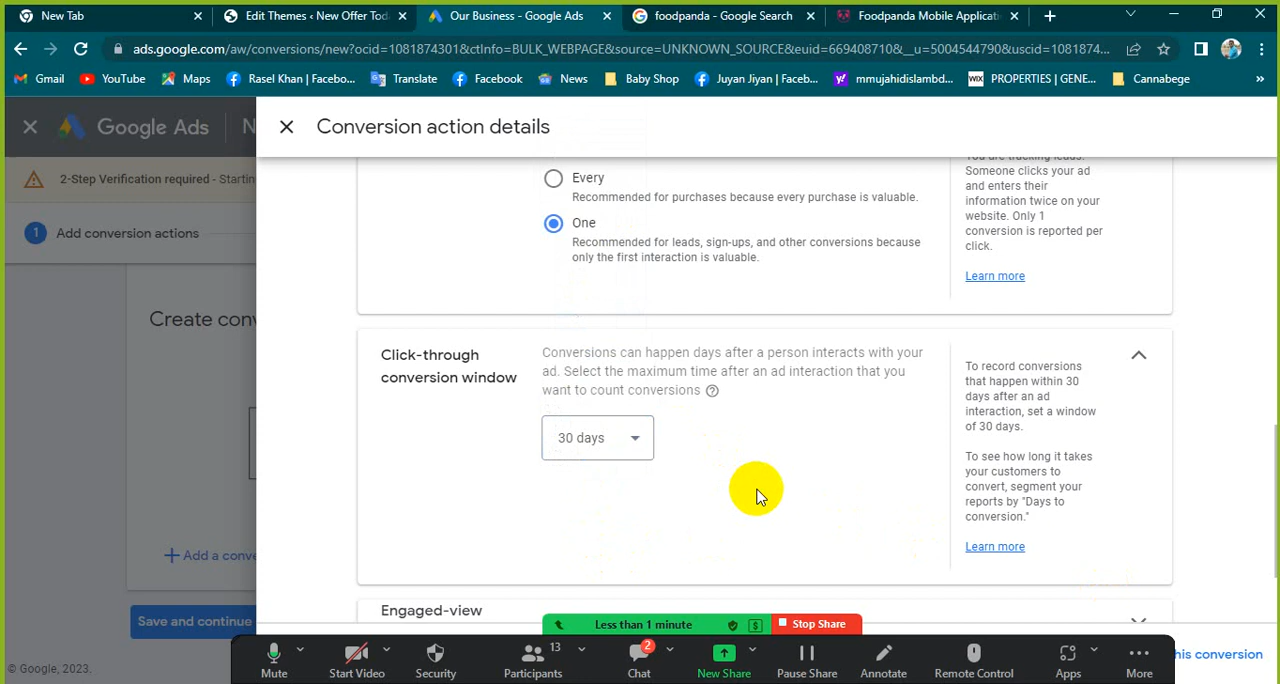 New Tab
Edit Themes < New Offer Toda
Our Business - Google Ads
foodpanda - Google Search
Foodpanda Mobile Applicati
ads.google.com/aw/conversions/new?ocid=1081874301&ctInfo=BULK_WEBPAGE&source=UNKNOWN_SOURCE&euid=669408710&__u=5004544790&uscid=1081874...
Gmail
YouTube
Maps
Rasel Khan | Facebo...
Translate
Facebook
News
Baby Shop
Juyan Jiyan | Faceb...
mmujahidislambd...
WIX PROPERTIES | GENE...
Cannabege
»
Google Ads
N
Conversion action details
2-Step Verification required - Startin
1 Add conversion actions
Create conv
Add a conve
Save and continue
© Google, 2023.
Every
Recommended for purchases because every purchase is valuable.
One
Recommended for leads, sign-ups, and other conversions because
only the first interaction is valuable.
You are tracking leads.
Someone clicks your ad
and enters their
information twice on your
website. Only 1
conversion is reported per
click.
Learn more
Click-through
conversion window
Conversions can happen days after a person interacts with your
ad. Select the maximum time after an ad interaction that you
want to count conversions
30 days
To record conversions
that happen within 30
days after an ad
interaction, set a window
of 30 days.
To see how long it takes
your customers to
convert, segment your
reports by "Days to
conversion."
Learn more
Engaged-view
his conversion
Less than 1 minute
Stop Share
Mute
Start Video
Security
13
Participants
2
Chat
New Share
Pause Share
Annotate
Remote Control
Apps
More